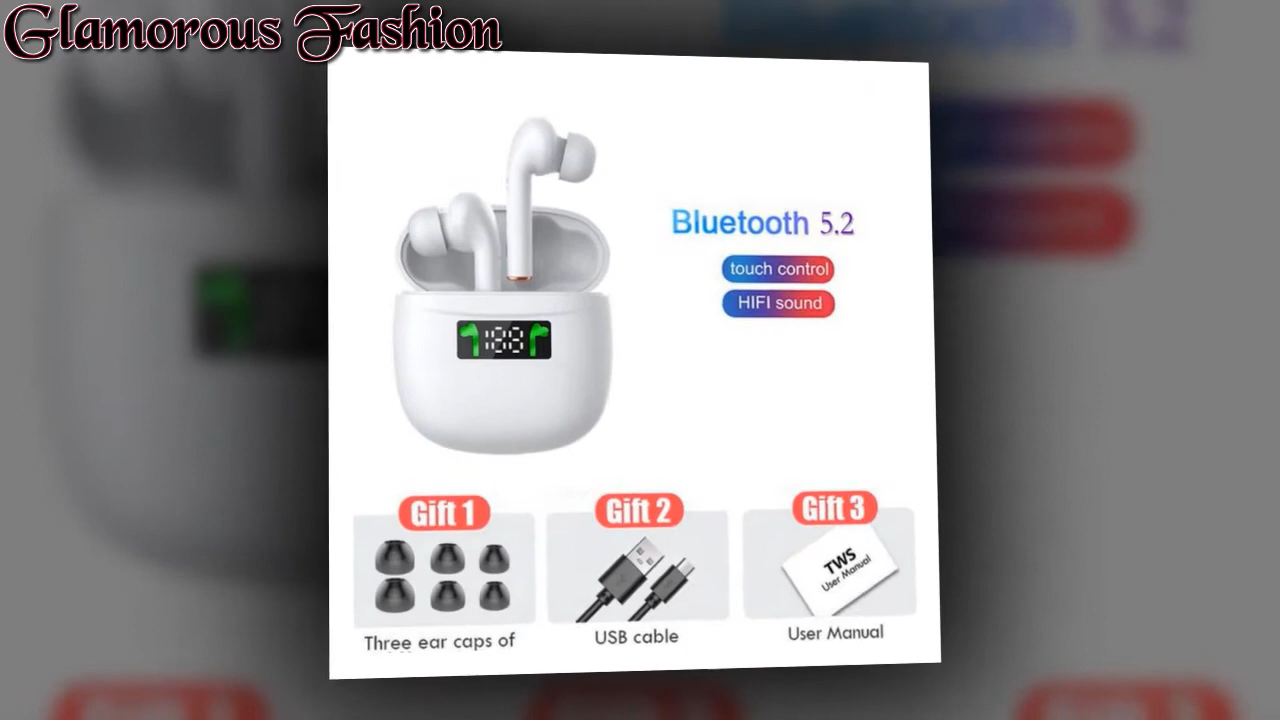 Glamorous Fashion
Bluetooth 5.2
touch control
HIFI sound
188
Gift 1
Gift 2
Gift 3
TWS
User Manual
Three ear caps of
USB cable
User Manual